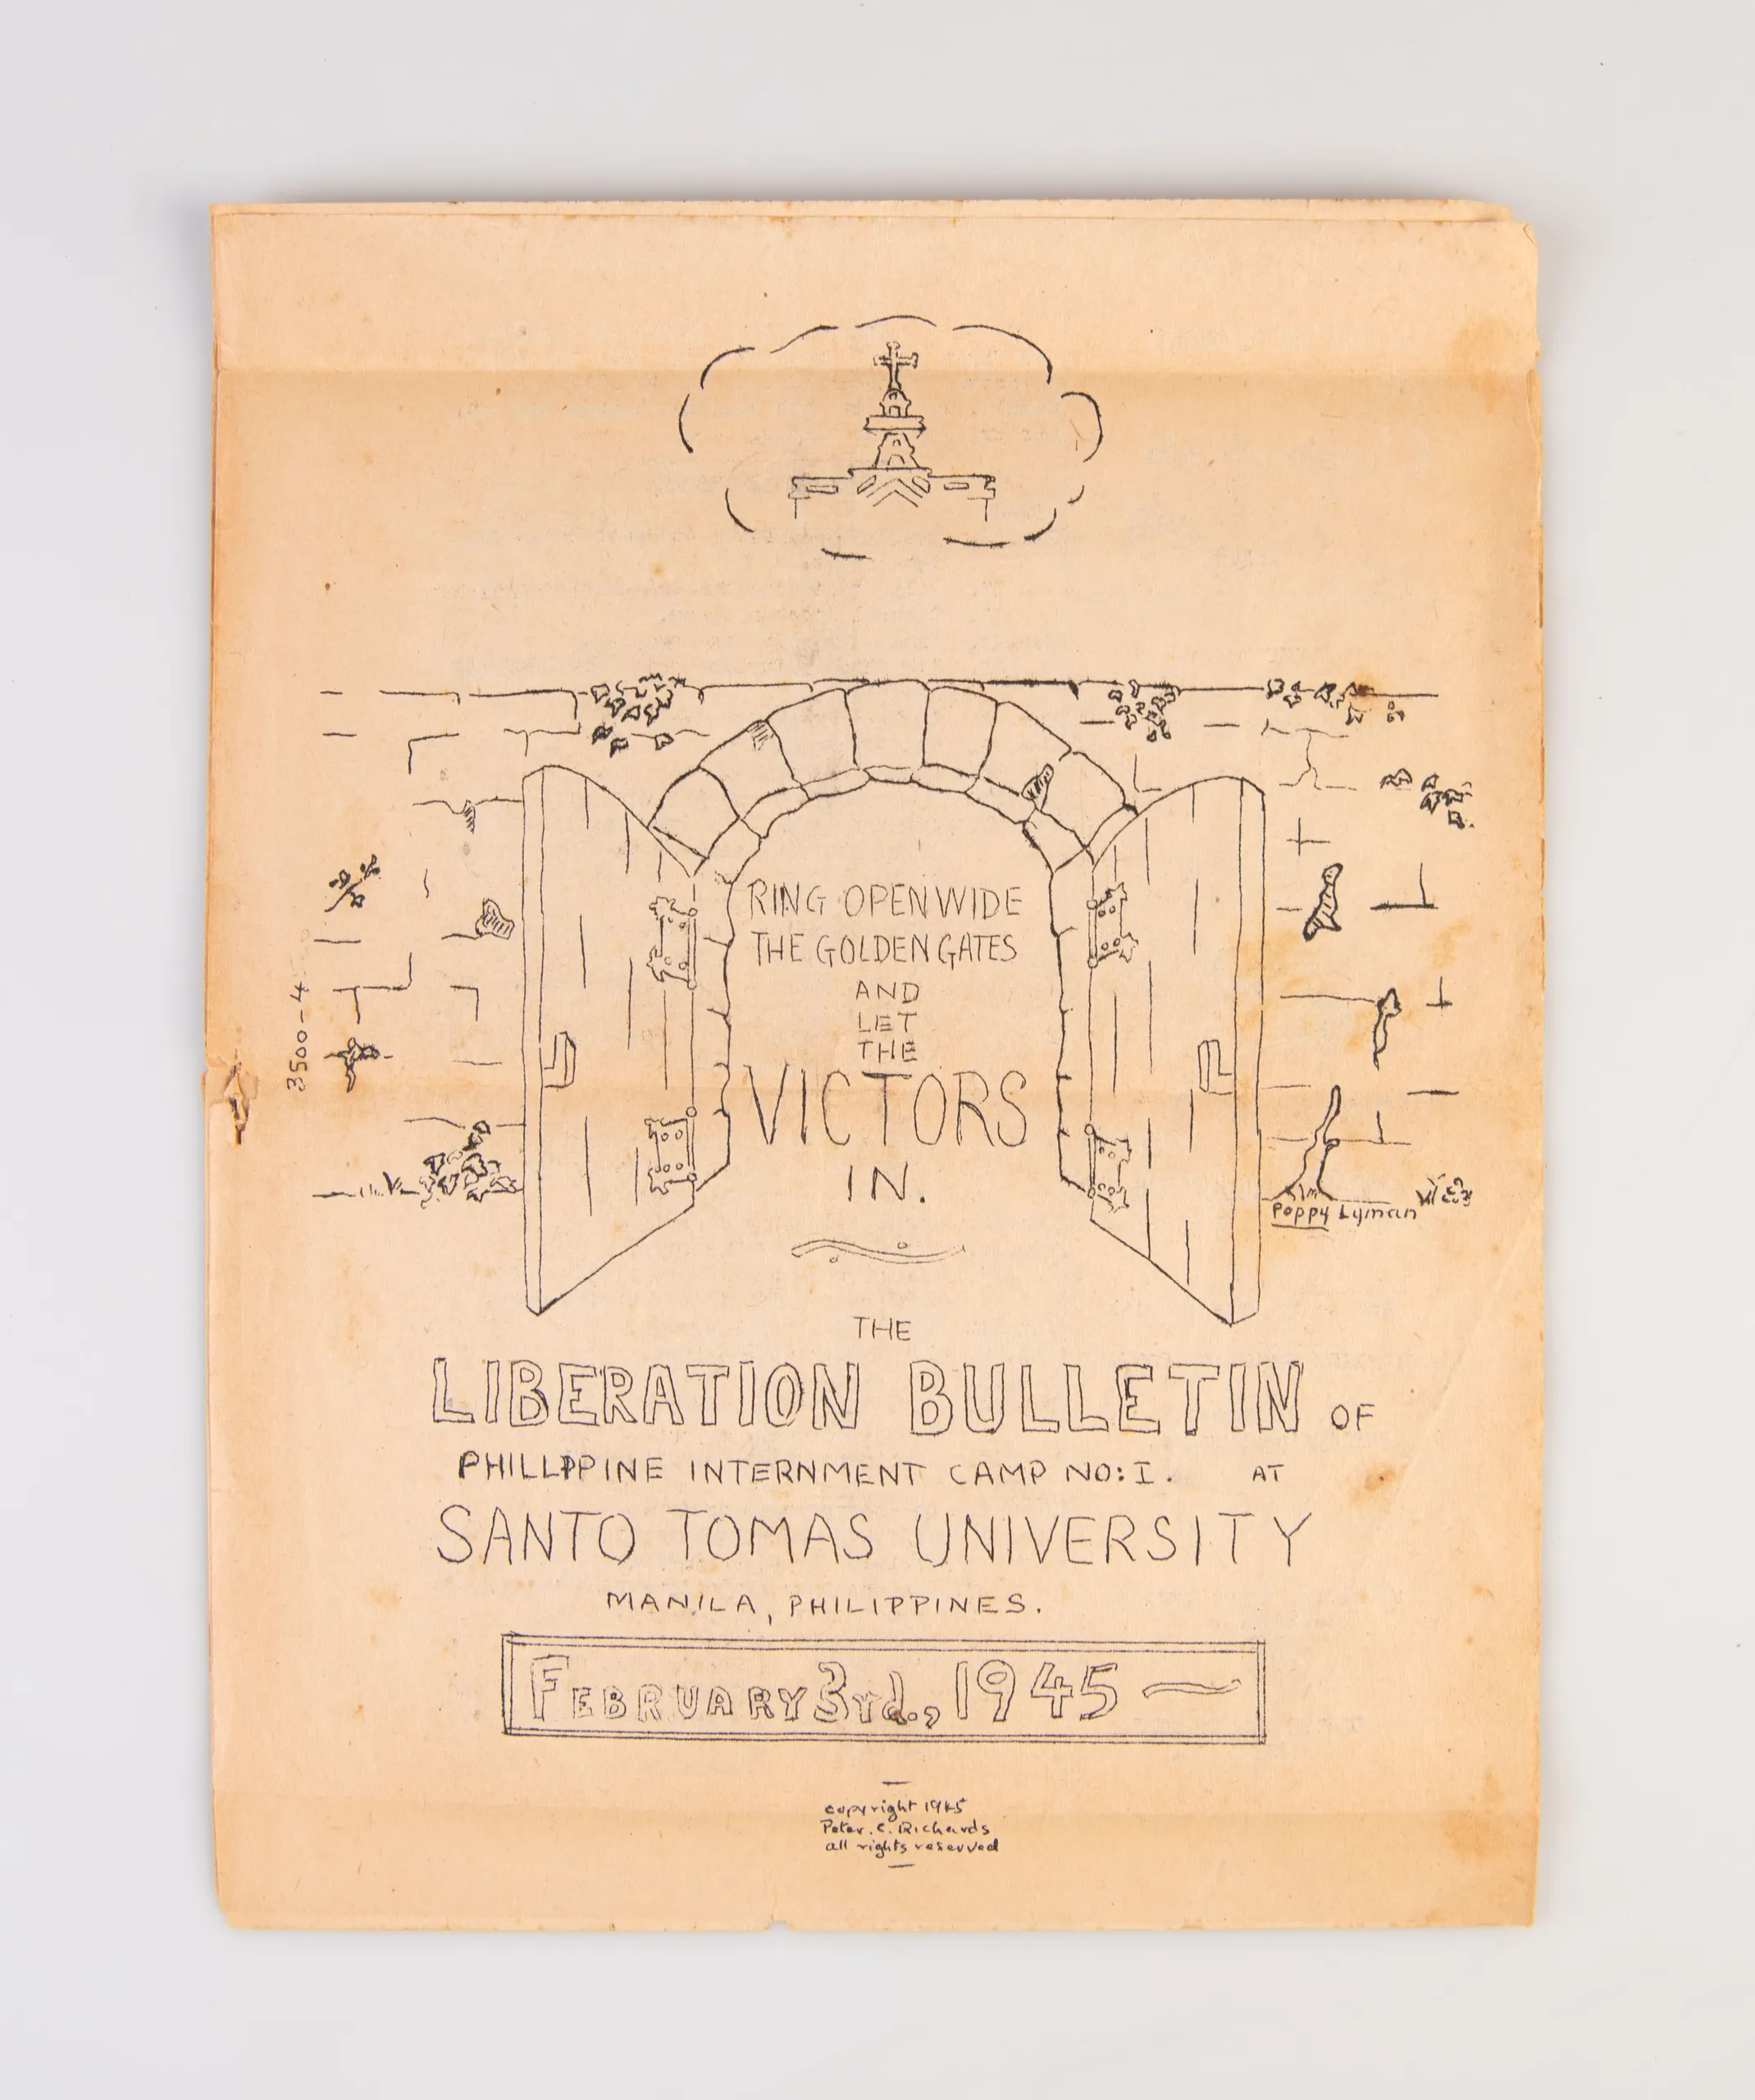 RING OPEN WIDE
THE GOLDEN GATES
AND
LET
THE
VICTORS
IN.
3500-4
Poppy Lyman
THE
LIBERATION BULLETIN OF
PHILLPPINE INTERNMENT CAMP NO: I. AT
SANTO TOMAS UNIVERSITY
MANILA, PHILIPPINES.
FEBRUARY 3rd., 1945
copyright 1945
Peter. C. Richards
all rights reserved